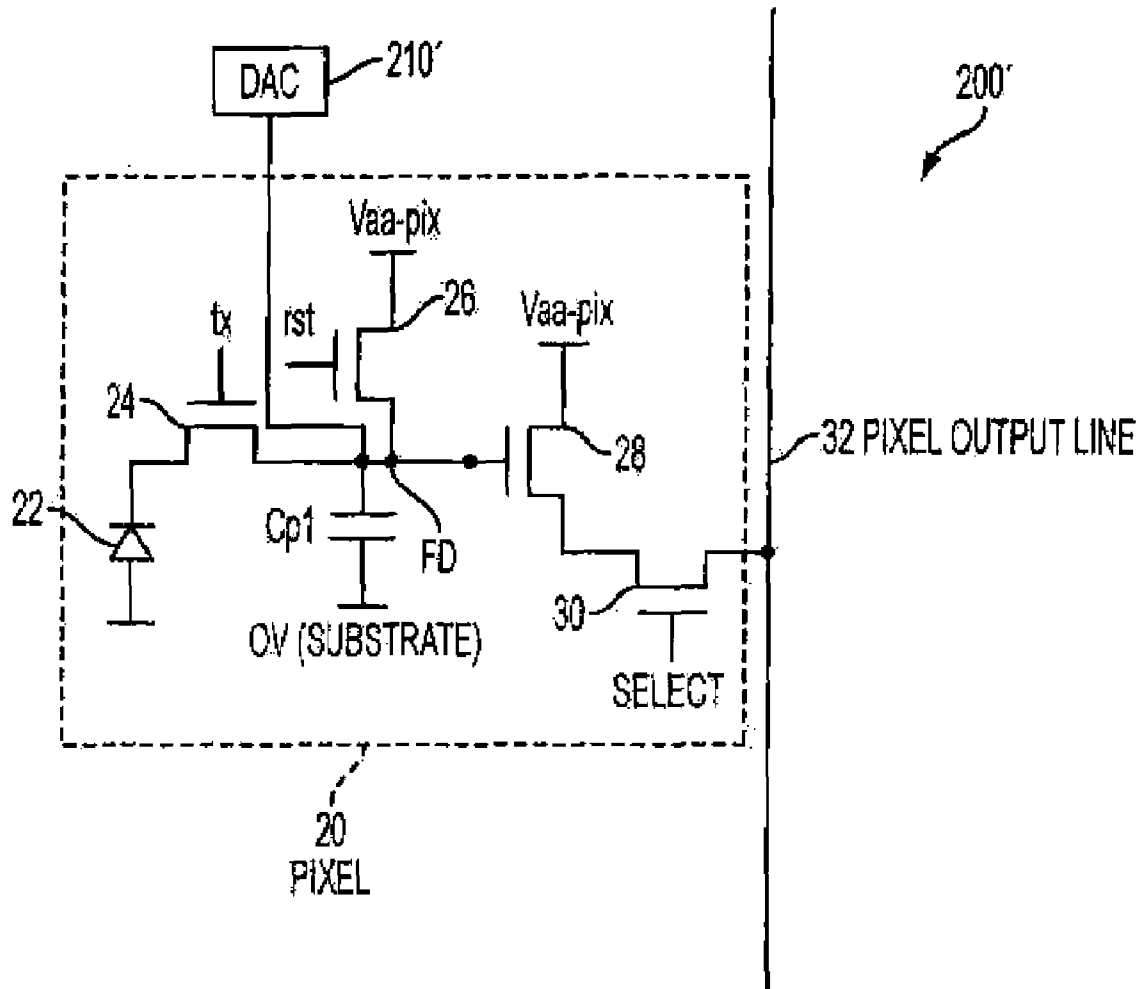 DAC
210′
200′
Vaa-pix
26
tx
rst
Vaa-pix
24
28
32 PIXEL OUTPUT LINE
22
Cp1
FD
30
OV (SUBSTRATE)
SELECT
20
PIXEL